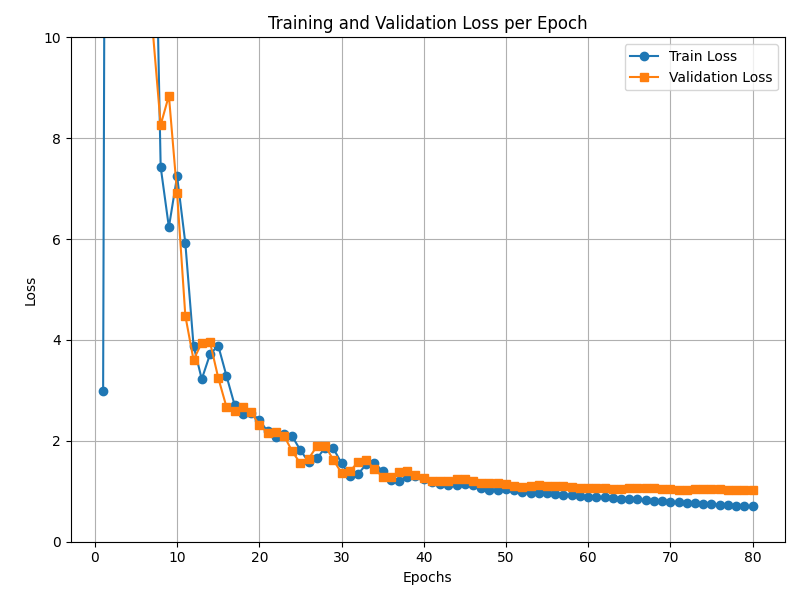 Training and Validation Loss per Epoch
Train Loss
Validation Loss
10
8
6
4
2
0
Loss
0 10 20 30 40 50 60 70 80
Epochs